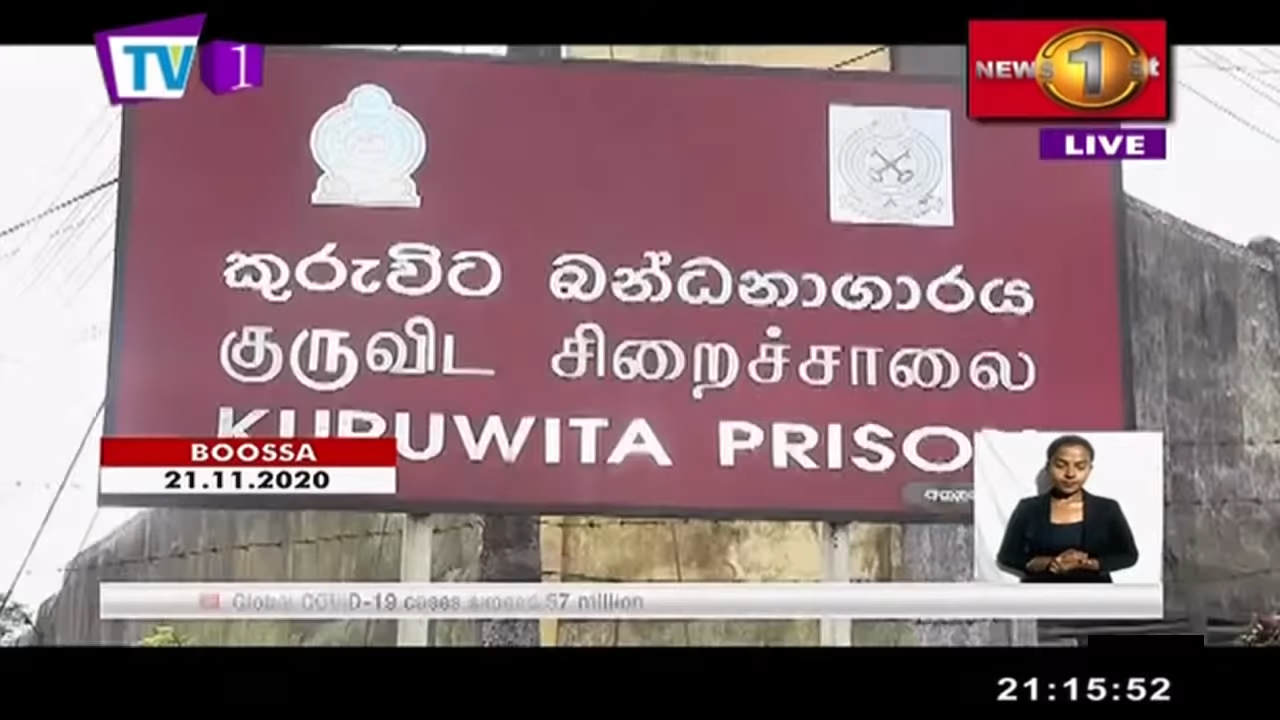 TV 1
NEWS 1st
LIVE
කුරුවිට බන්ධනාගාරය
குருவிட சிறைச்சாலை
KURUWITA PRISON
BOOSSA
21.11.2020
Global COVID-19 cases exceed 57 million
21:15:52